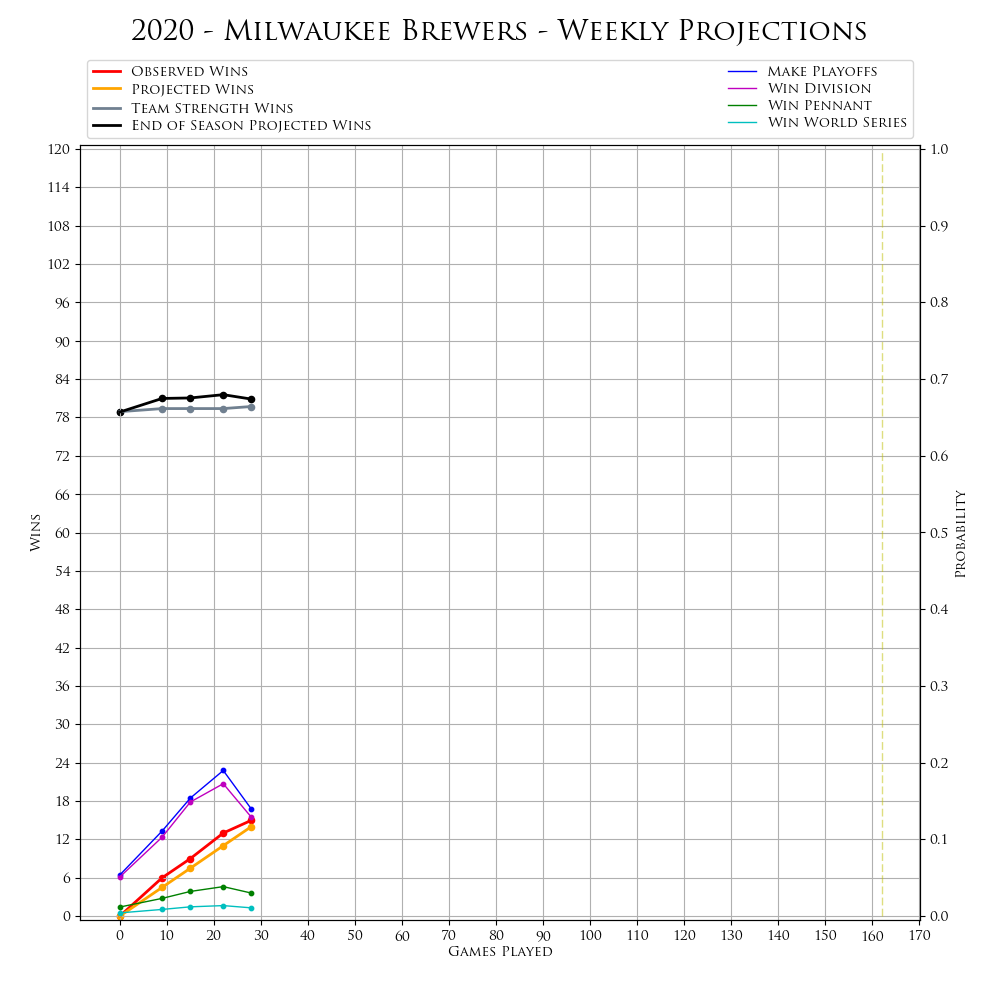 2020 - Milwaukee Brewers - Weekly Projections
Observed Wins
Projected Wins
Team Strength Wins
End of Season Projected Wins
Make Playoffs
Win Division
Win Pennant
Win World Series
120
114
108
102
96
90
84
78
72
66
60
54
48
42
36
30
24
18
12
6
0
Wins
1.0
0.9
0.8
0.7
0.6
0.5
0.4
0.3
0.2
0.1
0.0
Probability
0 10 20 30 40 50 60 70 80 90 100 110 120 130 140 150 160 170
Games Played